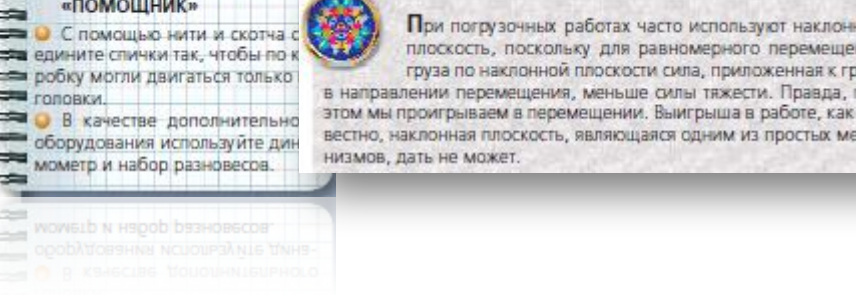 «ПОМОЩНИК»
С помощью нити и скотча с
едините спички так, чтобы по к
робку могли двигаться только
головки.
В качестве дополнительно
оборудования используйте дин
мометр и набор разновесов.
При погрузочных работах часто используют наклонн
плоскость, поскольку для равномерного перемеще
груза по наклонной плоскости сила, приложенная к гр
в направлении перемещения, меньше силы тяжести. Правда,
этом мы проигрываем в перемещении. Выигрыша в работе, как
вестно, наклонная плоскость, являющаяся одним из простых ме
низмов, дать не может.